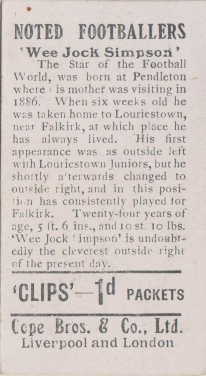 NOTED FOOTBALLERS
'Wee Jock Simpson'
The Star of the Football
World, was born at Pendleton
where is mother was visiting in
1886. When six weeks old he
was taken home to Louriestown,
near Falkirk, at which place he
has always lived. His first
appearance was as outside left
with Louriestown Juniors, but he
shortly afterwards changed to
outside right, and in this posi-
tion has consistently played for
Falkirk. Twenty-four years of
age, 5 ft. 6 ins., and 10 st. 10 lbs.
'Wee Jock Simpson' is undoubt-
edly the cleverest outside right
of the present day.
'CLIPS'—1d PACKETS
Cope Bros. & Co., Ltd.
Liverpool and London